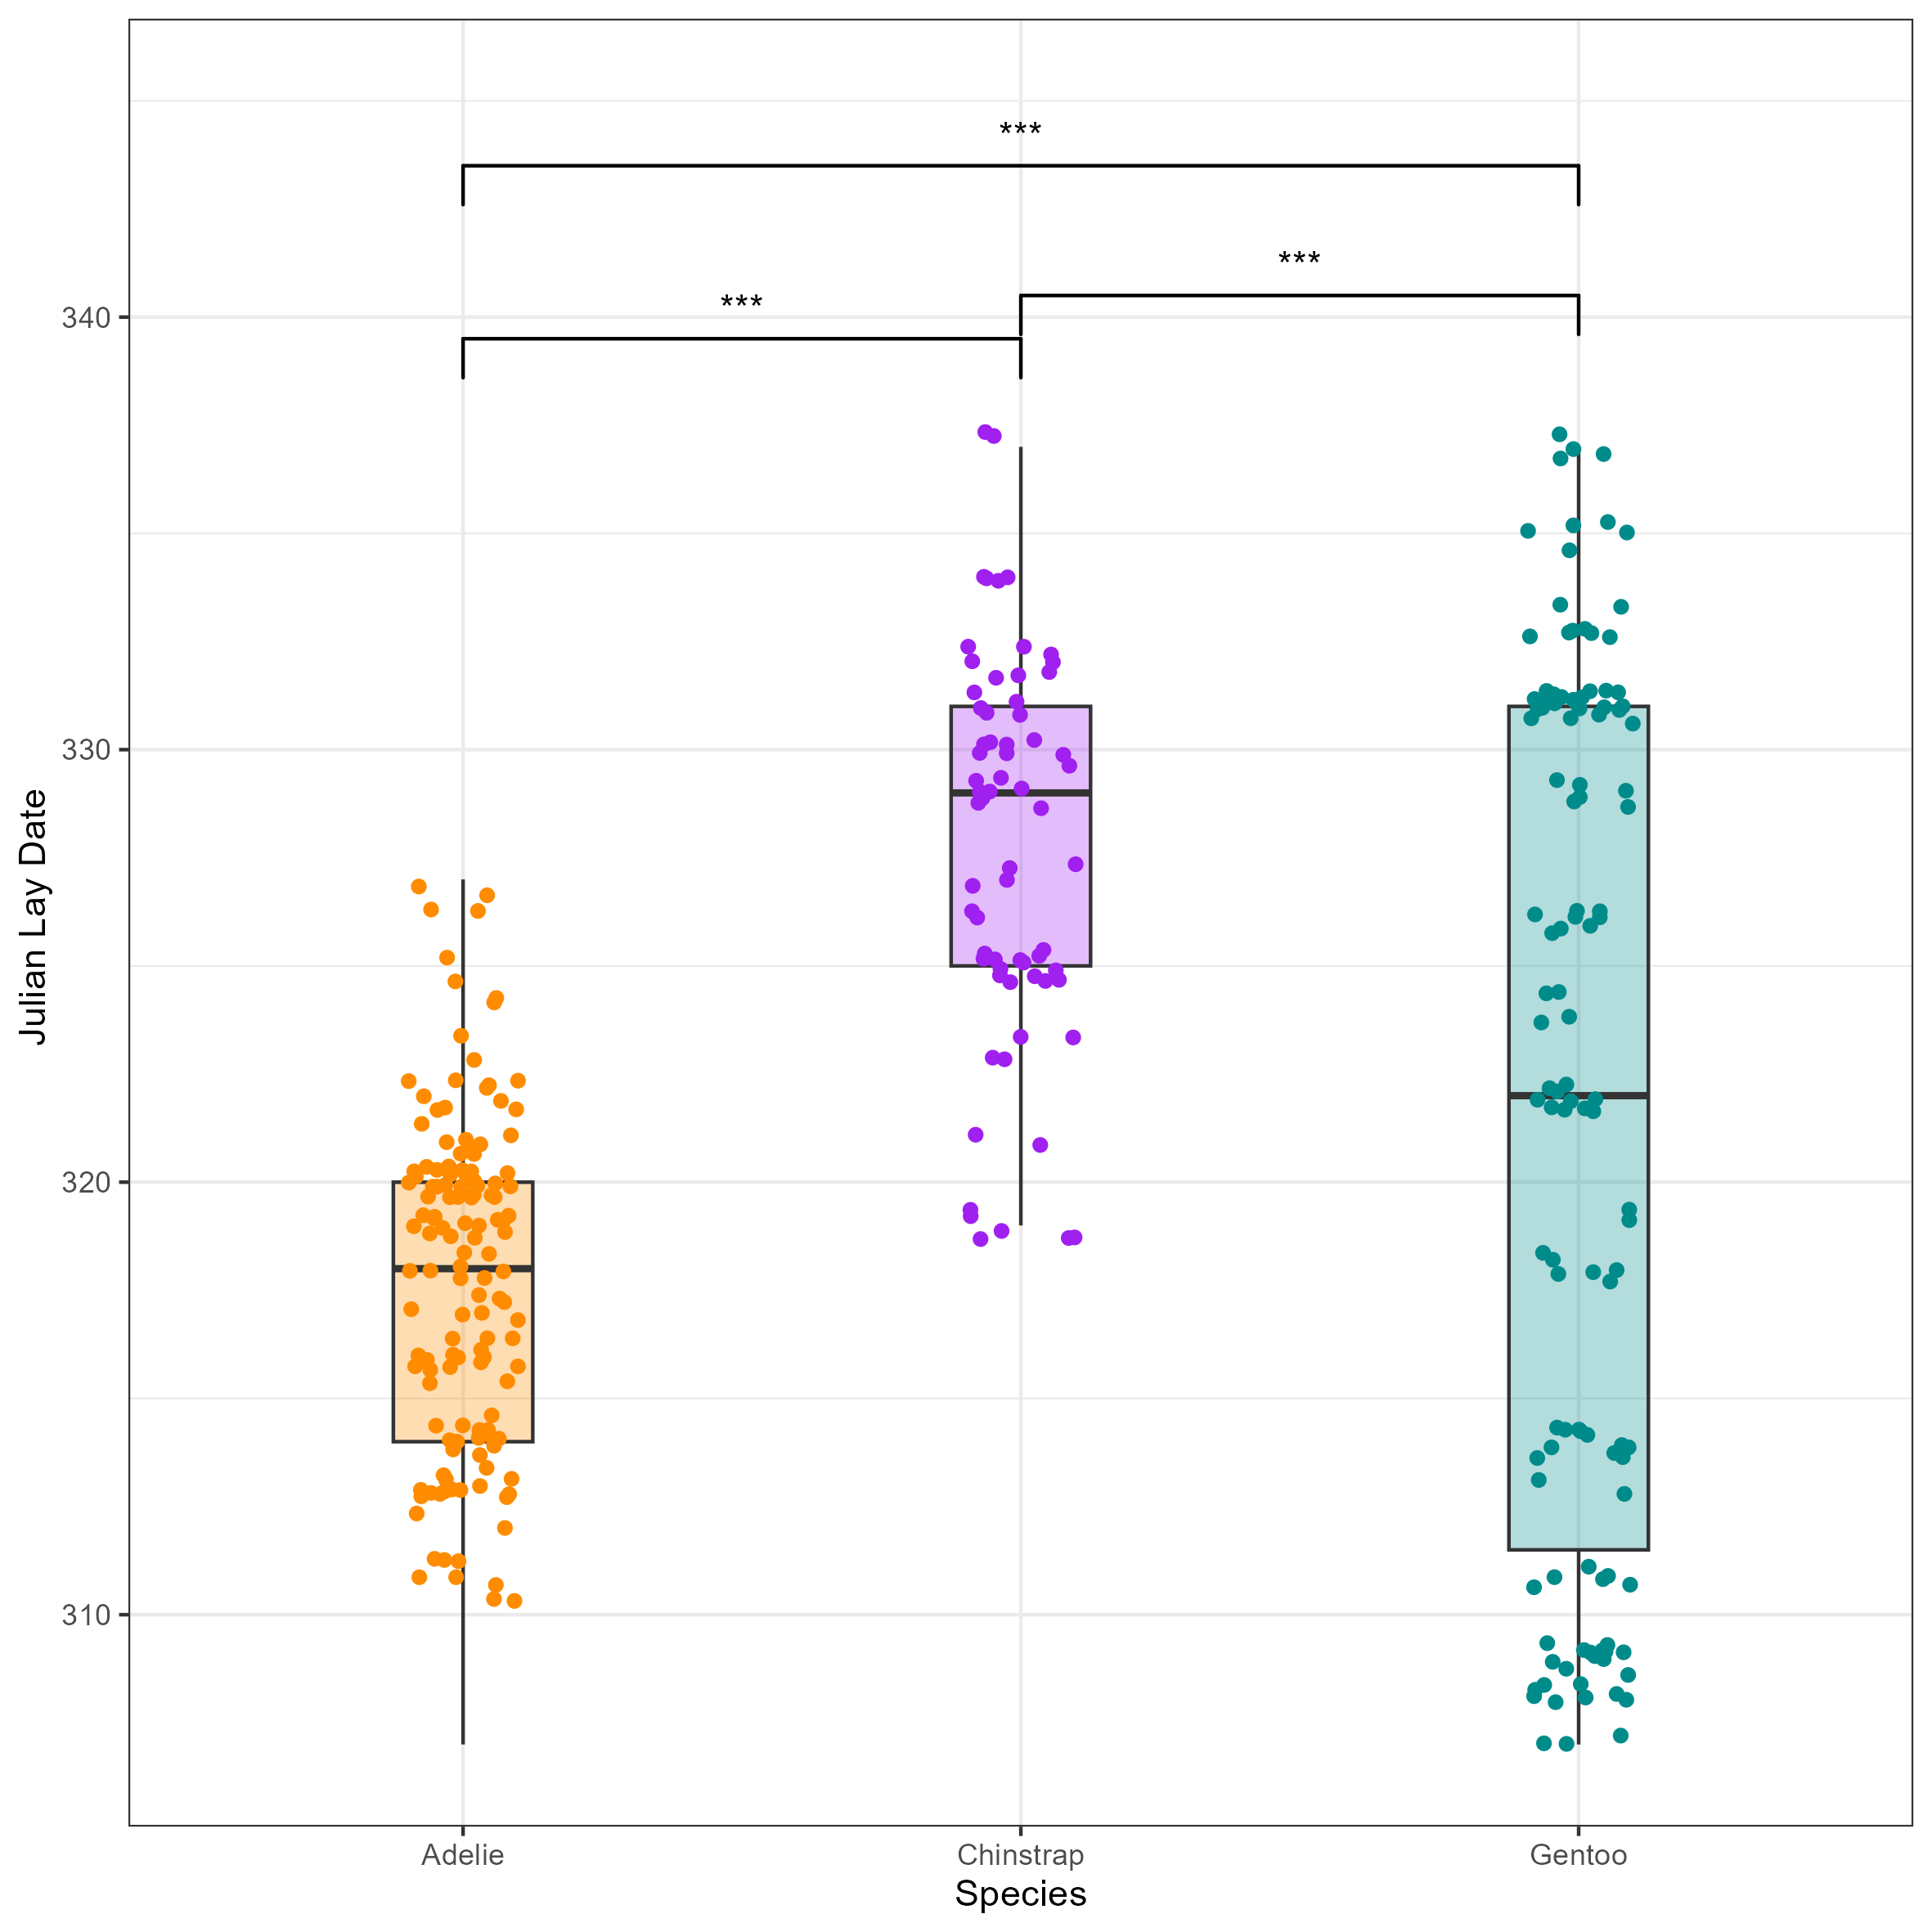 ***
***
***
340
330
320
310
Julian Lay Date
Adelie
Chinstrap
Gentoo
Species